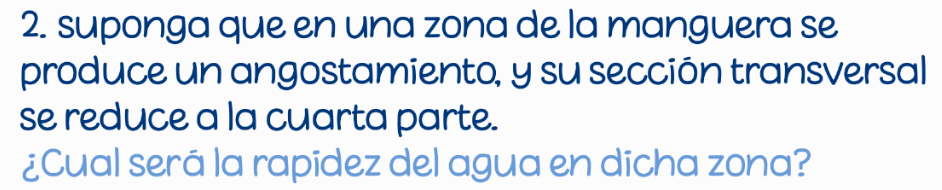 2. suponga que en una zona de la manguera se
produce un angostamiento, y su sección transversal
se reduce a la cuarta parte.
¿Cual será la rapidez del agua en dicha zona?